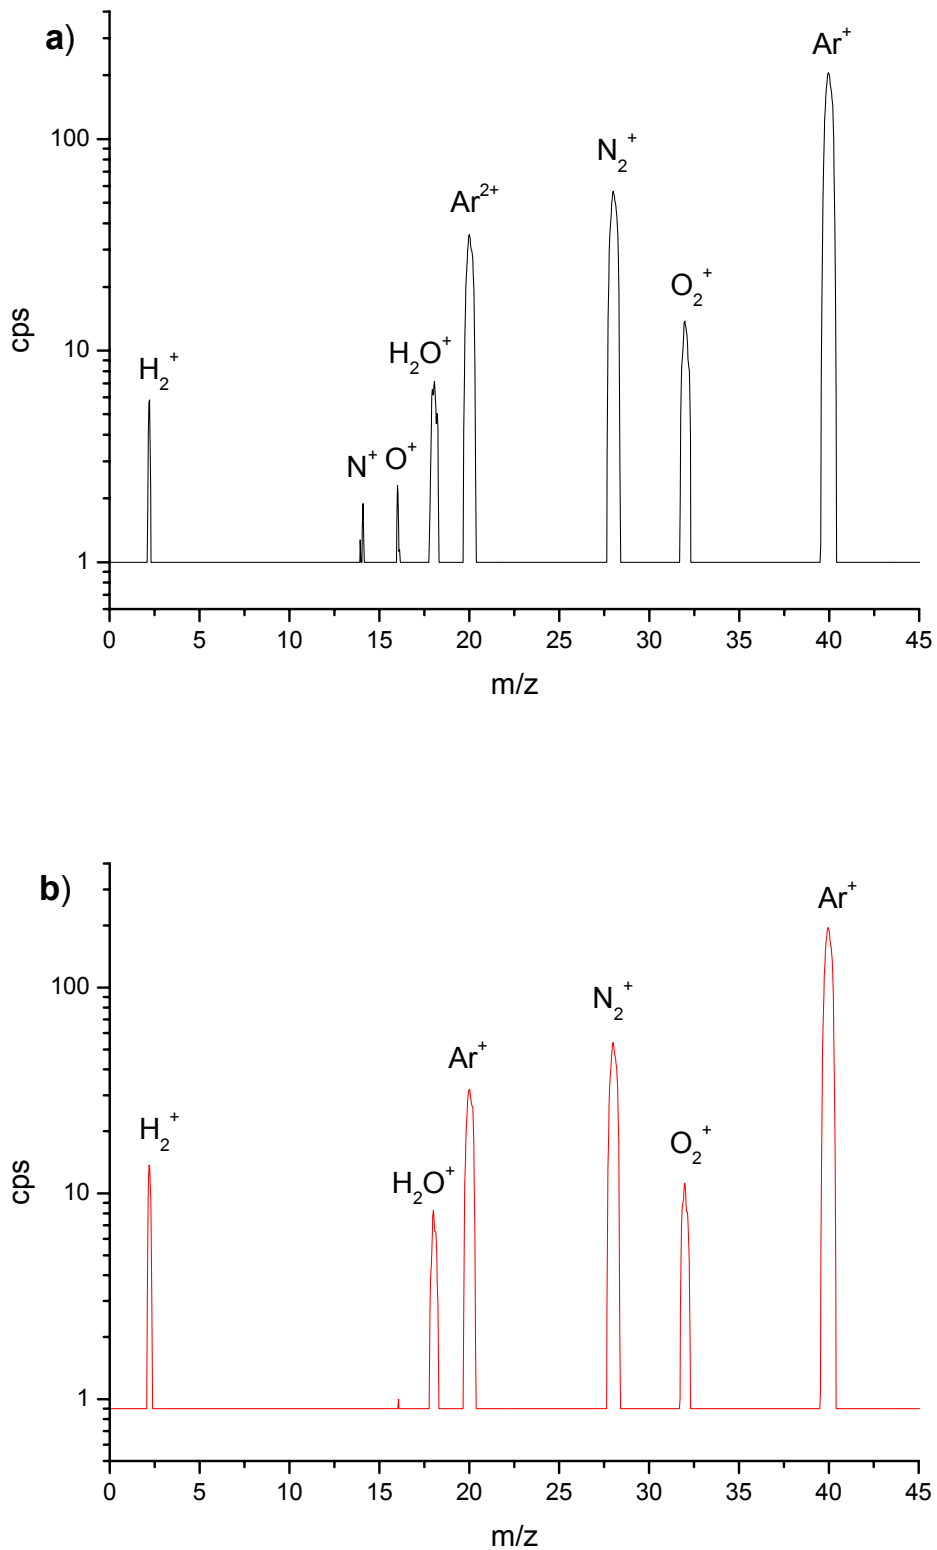 a)
Ar⁺
100
N₂⁺
Ar²⁺
O₂⁺
cps
10
H₂O⁺
H₂⁺
N⁺ O⁺
1
0 5 10 15 20 25 30 35 40 45
m/z
b)
Ar⁺
100
N₂⁺
Ar⁺
H₂⁺
O₂⁺
cps
10
H₂O⁺
1
0 5 10 15 20 25 30 35 40 45
m/z